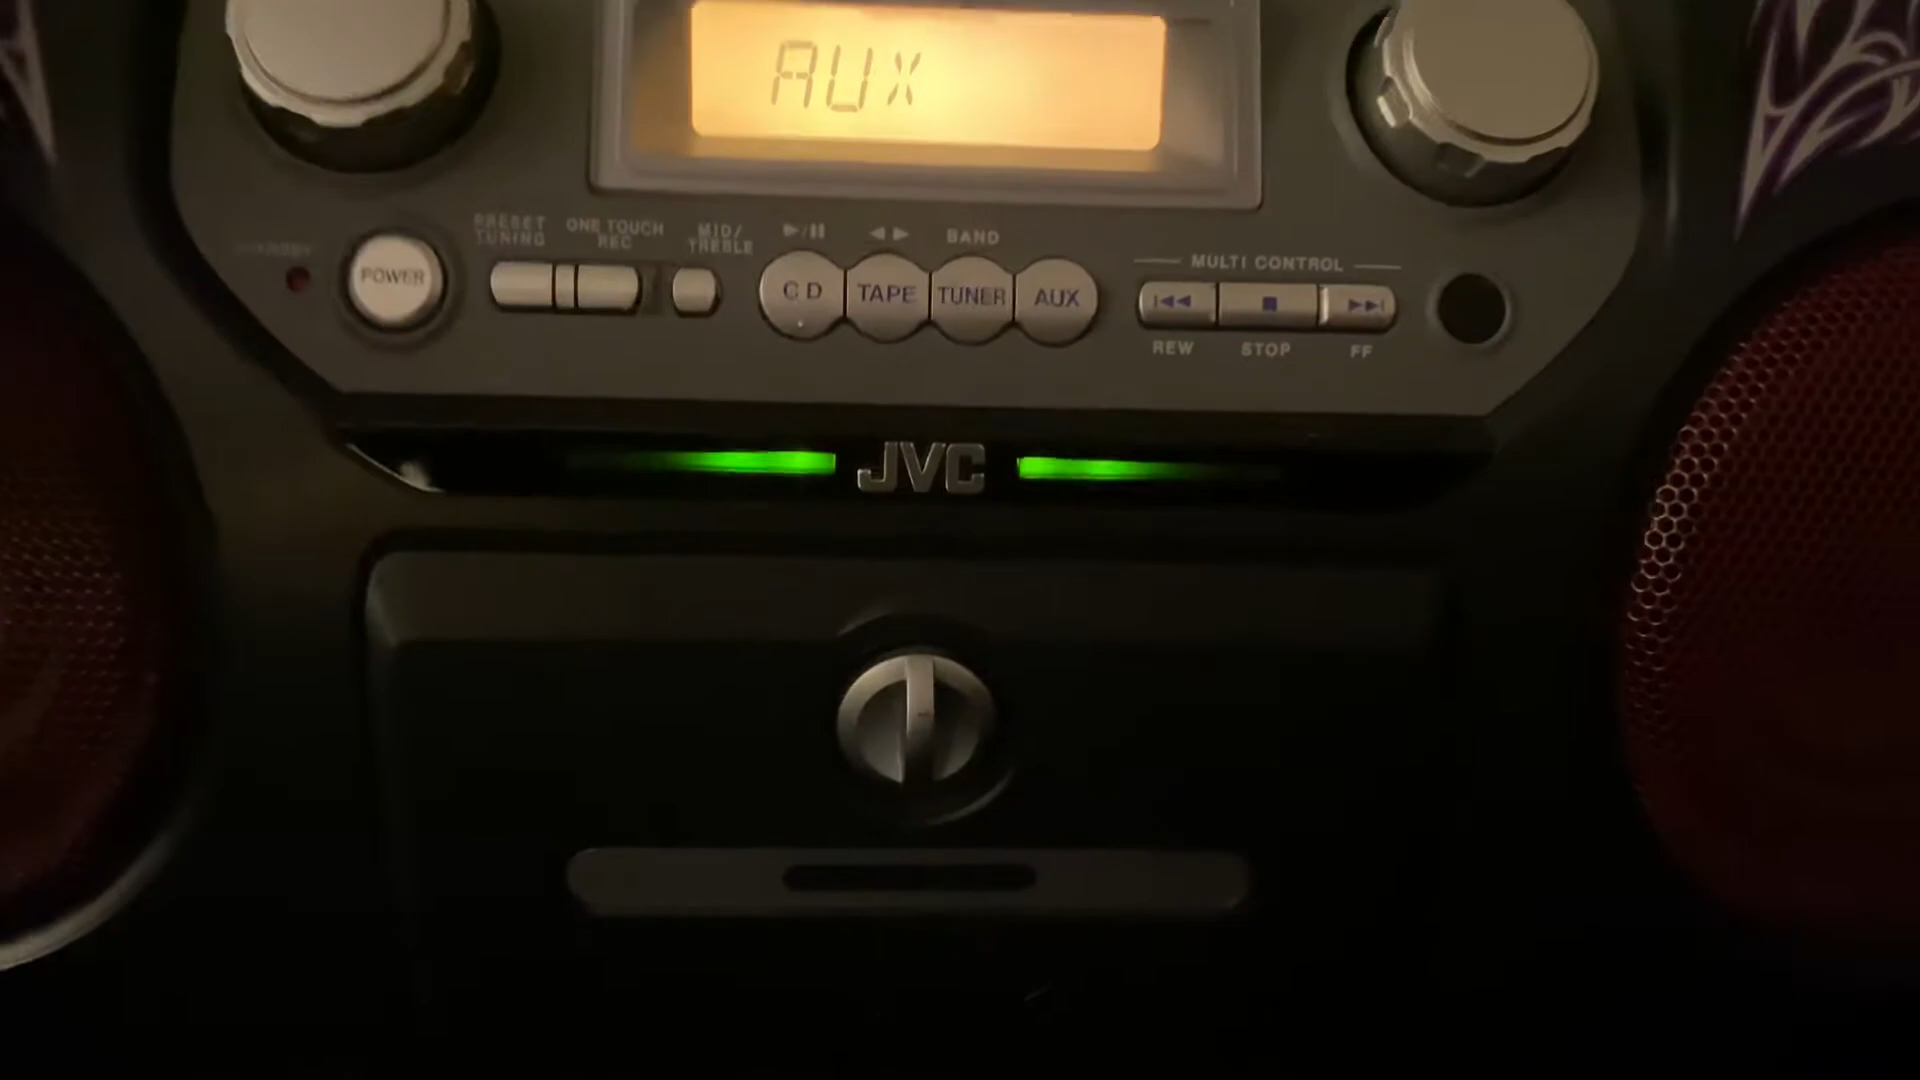 AUX
PRESET
TUNING
ONE TOUCH
REC
MID/
TREBLE
BAND
MULTI CONTROL
STANDBY
POWER
CD
TAPE
TUNER
AUX
REW
STOP
FF
JVC